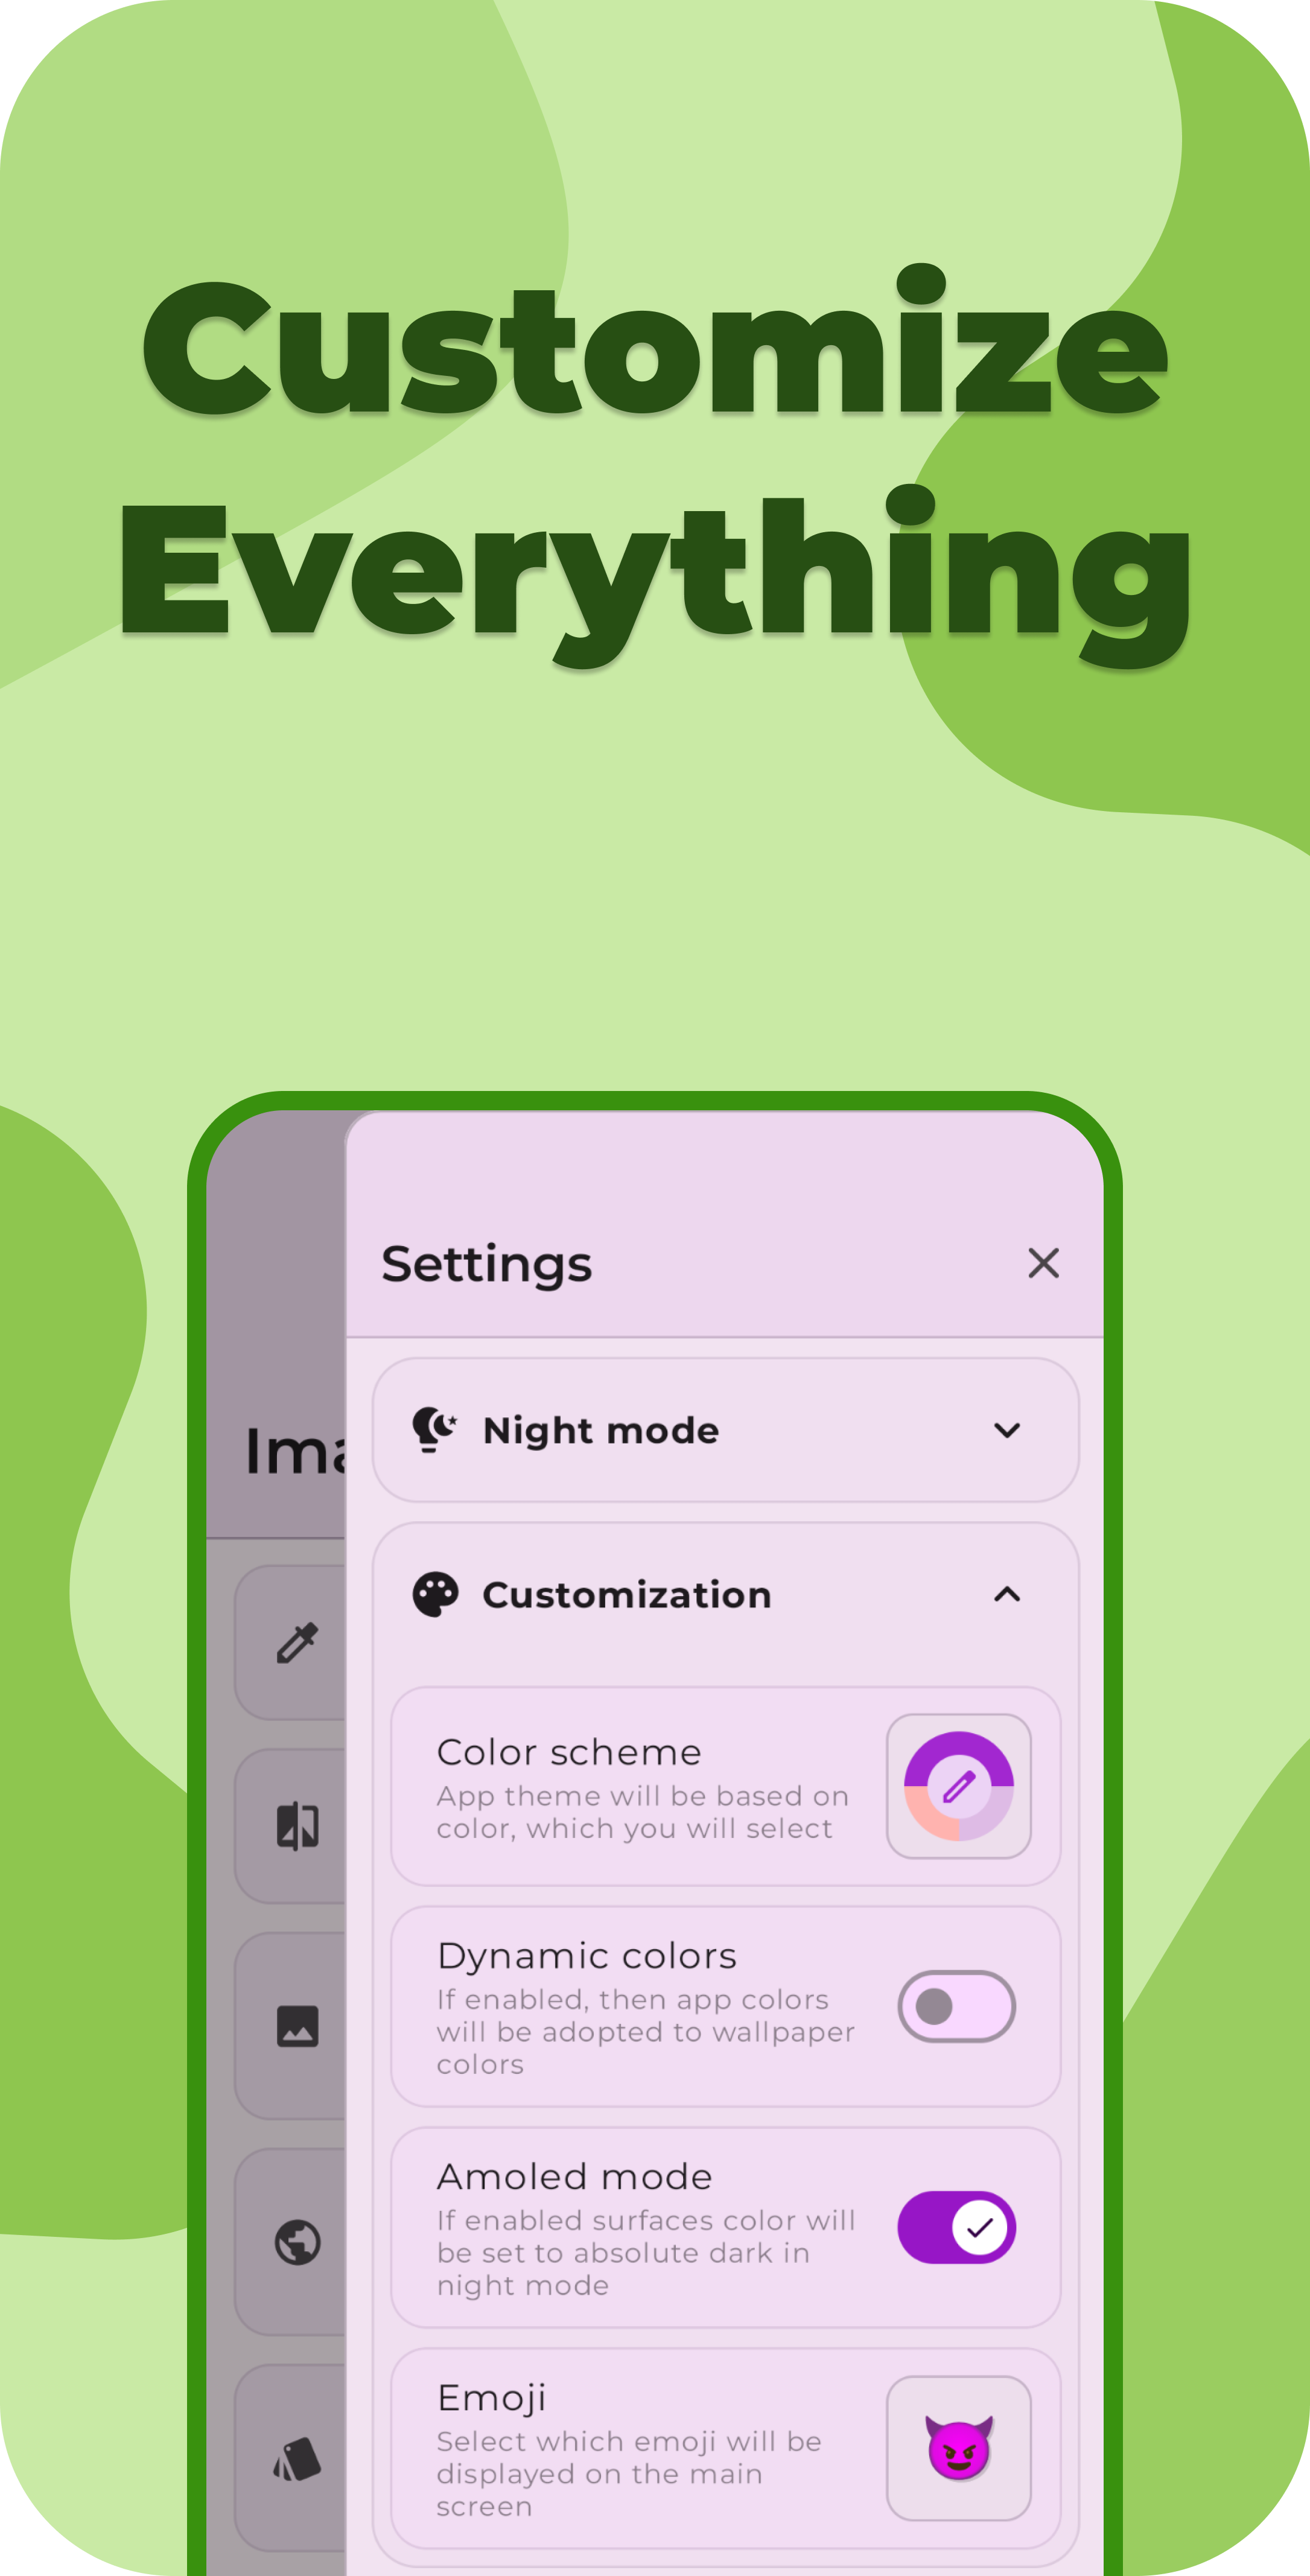 Customize
Everything
Settings
Ima
Night mode
Customization
Color scheme
App theme will be based on
color, which you will select
Dynamic colors
If enabled, then app colors
will be adopted to wallpaper
colors
Amoled mode
If enabled surfaces color will
be set to absolute dark in
night mode
Emoji
Select which emoji will be
displayed on the main
screen